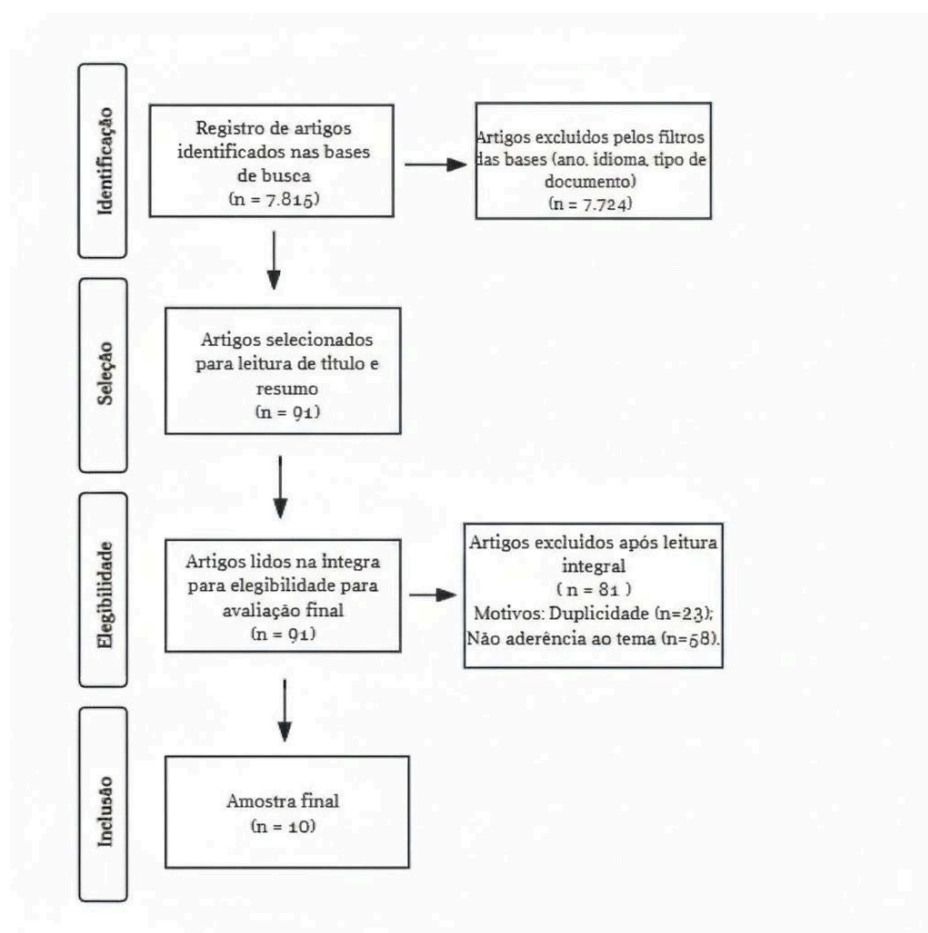 Identificação
Registro de artigos
identificados nas bases
de busca
(n = 7.815)
Artigos excluidos pelos filtros
das bases (ano, idioma, tipo de
documento)
(n = 7.724)
Seleção
Artigos selecionados
para leitura de título e
resumo
(n = 91)
Elegibilidade
Artigos lidos na íntegra
para elegibilidade para
avaliação final
(n = 91)
Artigos excluidos após leitura
integral
( n = 81 )
Motivos: Duplicidade (n=23);
Não aderência ao tema (n=58).
Inclusão
Amostra final
(n = 10)